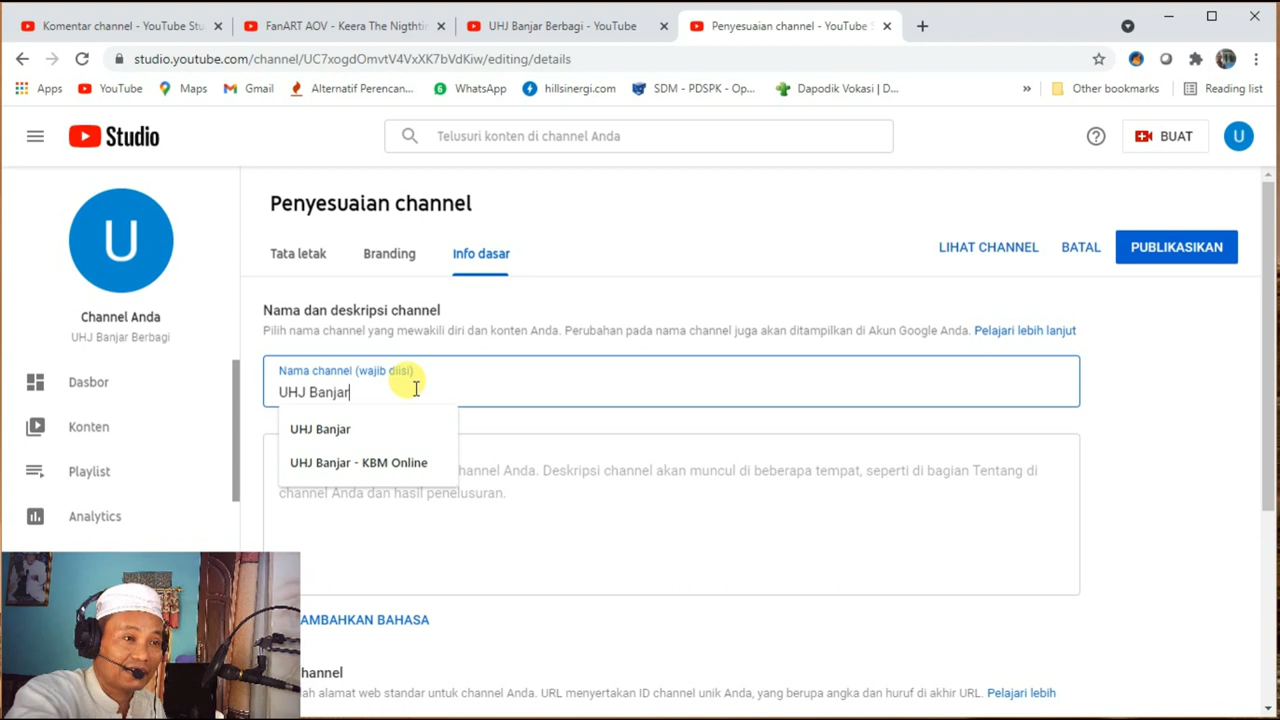 Komentar channel - YouTube Stu
FanART AOV - Keera The Nigthtin
UHJ Banjar Berbagi - YouTube
Penyesuaian channel - YouTube S
studio.youtube.com/channel/UC7xogdOmvtV4VxXK7bVdKiw/editing/details
Apps
YouTube
Maps
Gmail
Alternatif Perencan...
WhatsApp
hillsinergi.com
SDM - PDSPK - Op...
Dapodik Vokasi | D...
»
Other bookmarks
Reading list
Studio
Telusuri konten di channel Anda
BUAT
U
U
Channel Anda
UHJ Banjar Berbagi
Dasbor
Konten
Playlist
Analytics
Penyesuaian channel
Tata letak
Branding
Info dasar
LIHAT CHANNEL
BATAL
PUBLIKASIKAN
Nama dan deskripsi channel
Pilih nama channel yang mewakili diri dan konten Anda. Perubahan pada nama channel juga akan ditampilkan di Akun Google Anda. Pelajari lebih lanjut
Nama channel (wajib diisi)
UHJ Banjar
UHJ Banjar
UHJ Banjar - KBM Online
hannel Anda. Deskripsi channel akan muncul di beberapa tempat, seperti di bagian Tentang di
channel Anda dan hasil penelusuran.
AMBAHKAN BAHASA
hannel
ah alamat web standar untuk channel Anda. URL menyertakan ID channel unik Anda, yang berupa angka dan huruf di akhir URL. Pelajari lebih